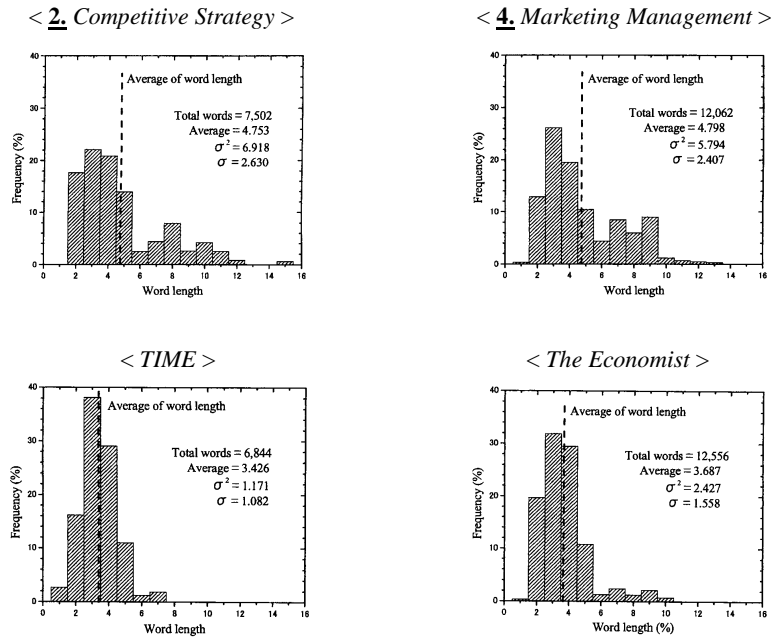 < 2. Competitive Strategy >
40
30
20
10
0
Frequency (%)
Average of word length
Total words = 7,502
Average = 4.753
σ² = 6.918
σ = 2.630
0 2 4 6 8 10 12 14 16
Word length
< 4. Marketing Management >
40
30
20
10
0
Frequency (%)
Average of word length
Total words = 12,062
Average = 4.798
σ² = 5.794
σ = 2.407
0 2 4 6 8 10 12 14 16
Word length
< TIME >
40
30
20
10
0
Frequency (%)
Average of word length
Total words = 6,844
Average = 3.426
σ² = 1.171
σ = 1.082
0 2 4 6 8 10 12 14 16
Word length
< The Economist >
40
30
20
10
0
Frequency (%)
Average of word length
Total words = 12,556
Average = 3.687
σ² = 2.427
σ = 1.558
0 2 4 6 8 10 12 14 16
Word length (%)